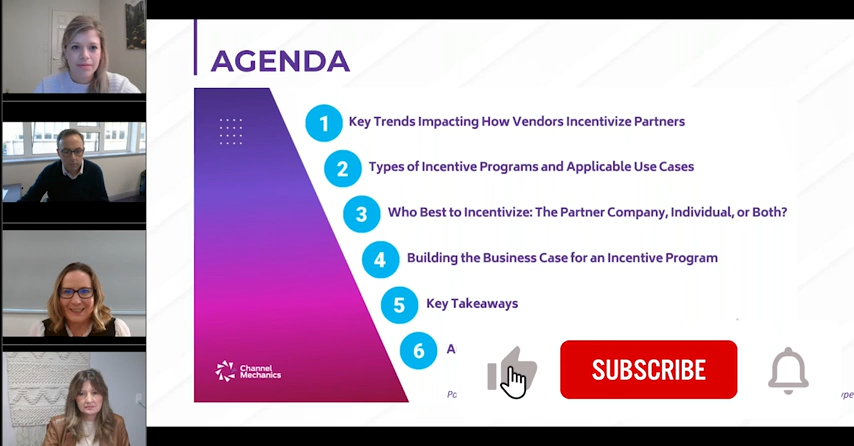 AGENDA
1 Key Trends Impacting How Vendors Incentivize Partners
2 Types of Incentive Programs and Applicable Use Cases
3 Who Best to Incentivize: The Partner Company, Individual, or Both?
4 Building the Business Case for an Incentive Program
5 Key Takeaways
6 A
Channel
Mechanics
SUBSCRIBE